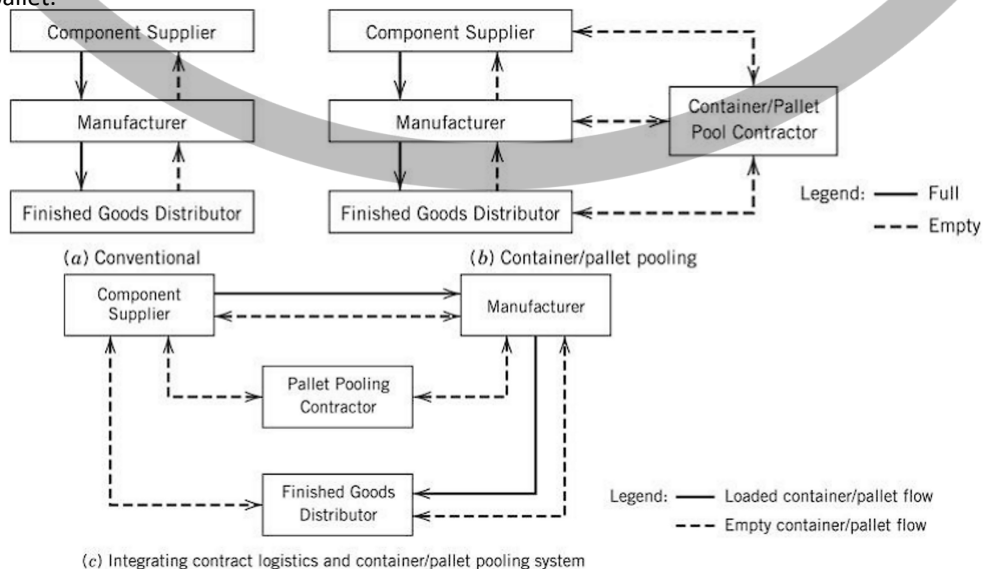 pallet.
Component Supplier
Manufacturer
Finished Goods Distributor
(a) Conventional
Component Supplier
Manufacturer
Finished Goods Distributor
Container/Pallet
Pool Contractor
Legend: Full
Empty
(b) Container/pallet pooling
Component
Supplier
Manufacturer
Pallet Pooling
Contractor
Finished Goods
Distributor
Legend: Loaded container/pallet flow
Empty container/pallet flow
(c) Integrating contract logistics and container/pallet pooling system